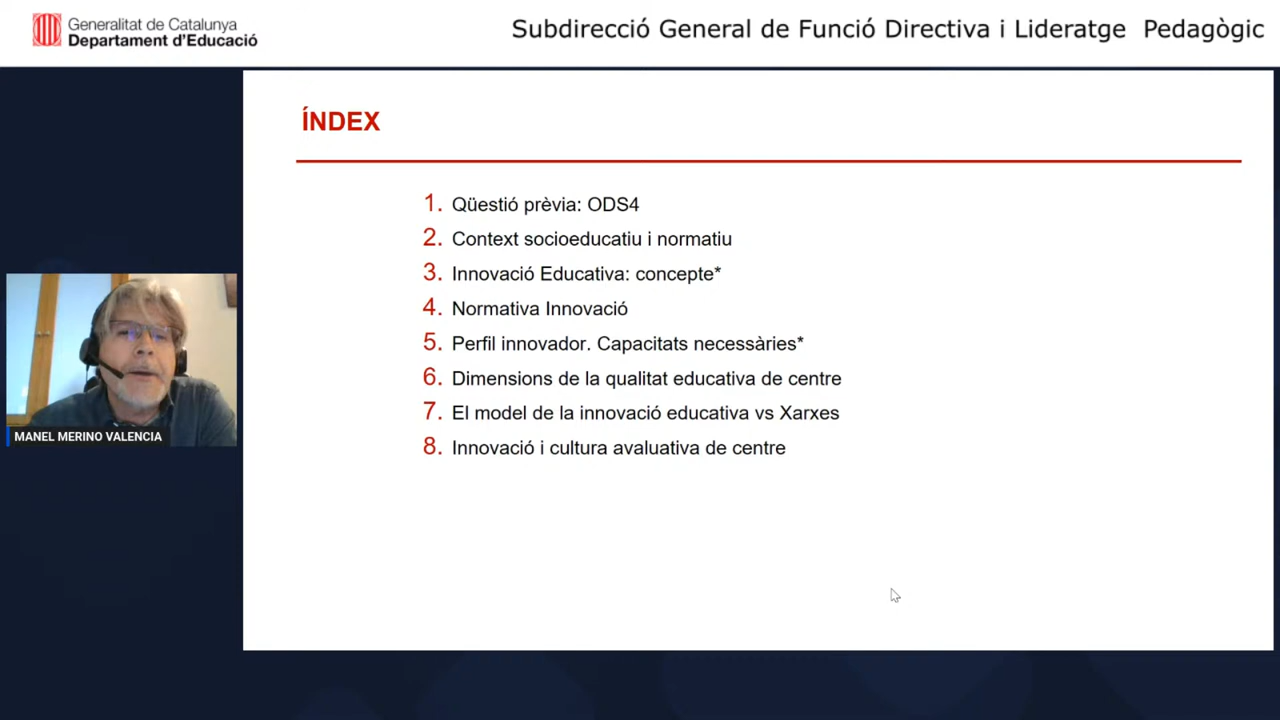 Generalitat de Catalunya
Departament d'Educació
Subdirecció General de Funció Directiva i Lideratge Pedagògic
ÍNDEX
1. Qüestió prèvia: ODS4
2. Context socioeducatiu i normatiu
3. Innovació Educativa: concepte*
4. Normativa Innovació
5. Perfil innovador. Capacitats necessàries*
6. Dimensions de la qualitat educativa de centre
7. El model de la innovació educativa vs Xarxes
8. Innovació i cultura avaluativa de centre
MANEL MERINO VALENCIA